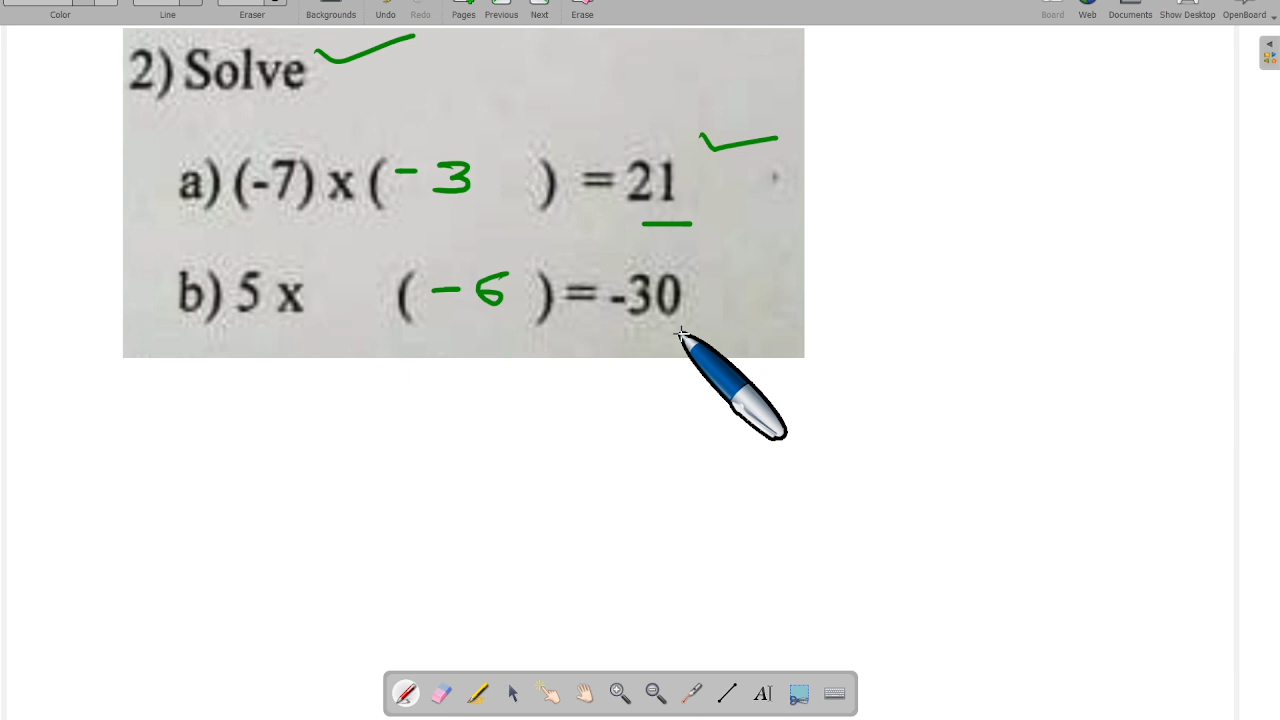 Color Line Eraser Backgrounds Undo Redo Pages Previous Next Erase Board Web Documents Show Desktop OpenBoard
2) Solve
a) (-7) x ( - 3 ) = 21
b) 5 x ( - 6 ) = -30